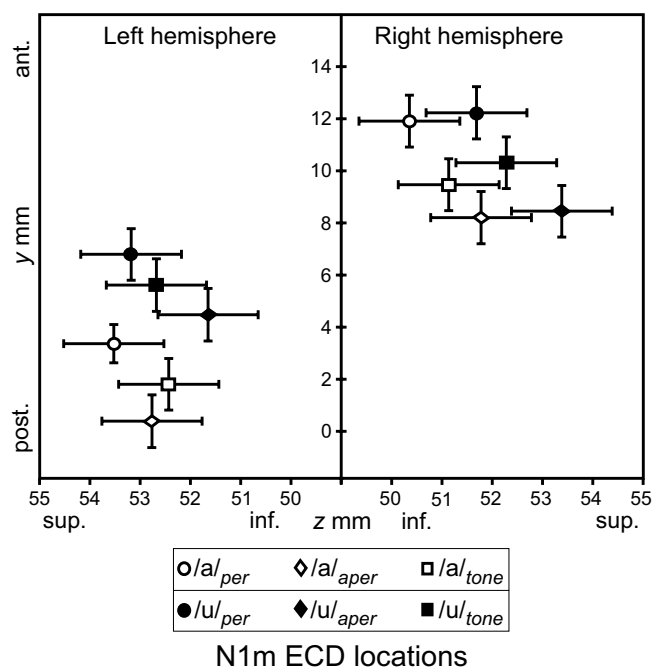 Left hemisphere
Right hemisphere
ant.
y mm
post.
14
12
10
8
6
4
2
0
55 54 53 52 51 50
50 51 52 53 54 55
sup. inf. z mm inf. sup.
/a/per /a/aper /a/tone
/u/per /u/aper /u/tone
N1m ECD locations